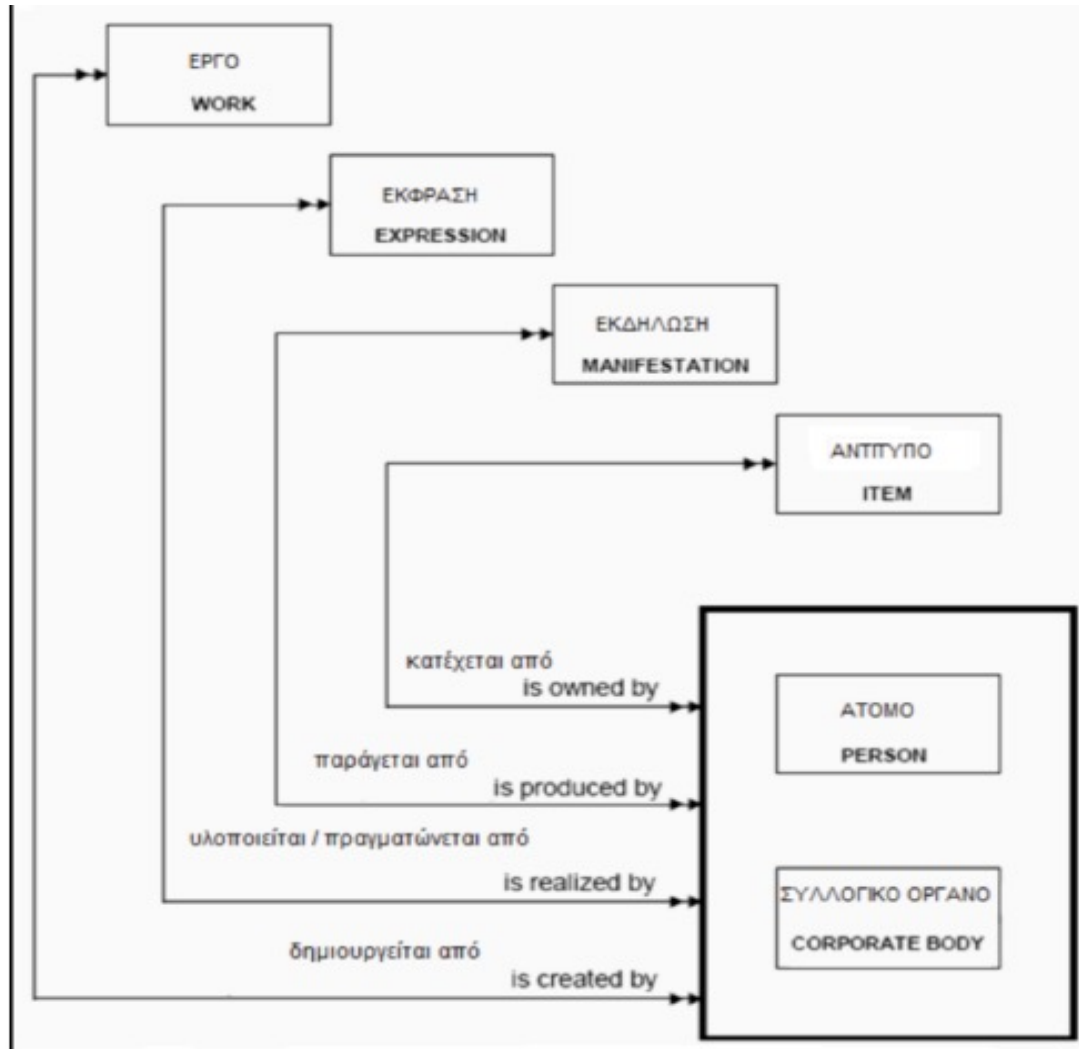 ΕΡΓΟ
WORK
ΕΚΦΡΑΣΗ
EXPRESSION
ΕΚΔΗΛΩΣΗ
MANIFESTATION
ΑΝΤΙΤΥΠΟ
ITEM
κατέχεται από
is owned by
ΑΤΟΜΟ
PERSON
παράγεται από
is produced by
υλοποιείται / πραγματώνεται από
is realized by
ΣΥΛΛΟΓΙΚΟ ΟΡΓΑΝΟ
CORPORATE BODY
δημιουργείται από
is created by